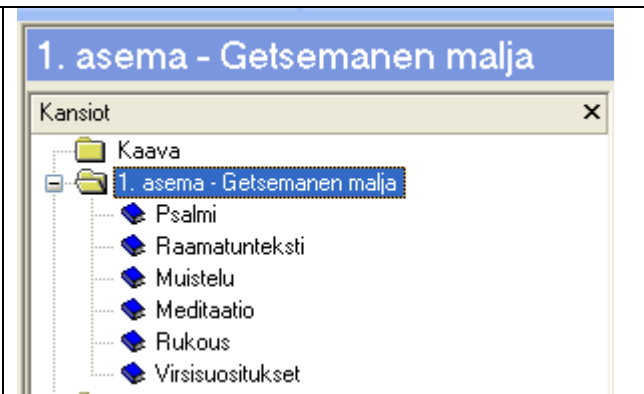 1. asema - Getsemanen malja
Kansiot
Kaava
1. asema - Getsemanen malja
Psalmi
Raamatunteksti
Muistelu
Meditaatio
Rukous
Virsisuositukset